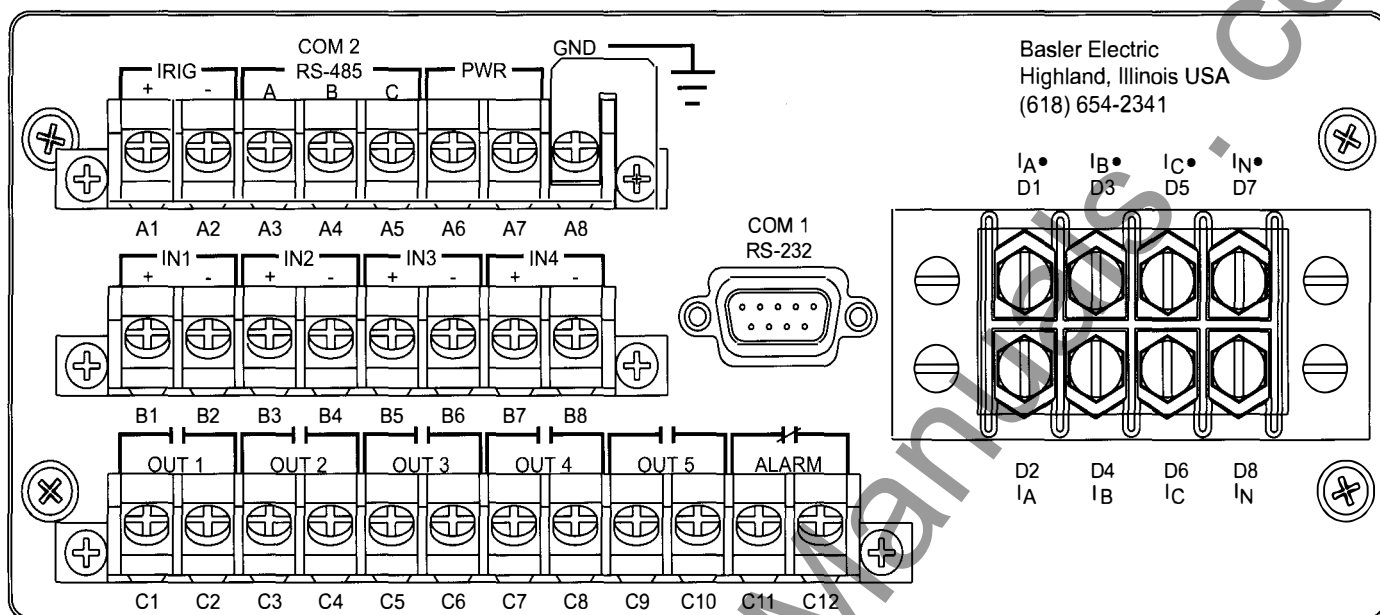 COM 2
GND
IRIG RS-485 PWR
+ - A B C
A1 A2 A3 A4 A5 A6 A7 A8
IN1 IN2 IN3 IN4
+ - + - + - + -
B1 B2 B3 B4 B5 B6 B7 B8
OUT 1 OUT 2 OUT 3 OUT 4 OUT 5 ALARM
C1 C2 C3 C4 C5 C6 C7 C8 C9 C10 C11 C12
COM 1
RS-232
Basler Electric
Highland, Illinois USA
(618) 654-2341
IA• IB• IC• IN•
D1 D3 D5 D7
D2 D4 D6 D8
IA IB IC IN
Manuals . co